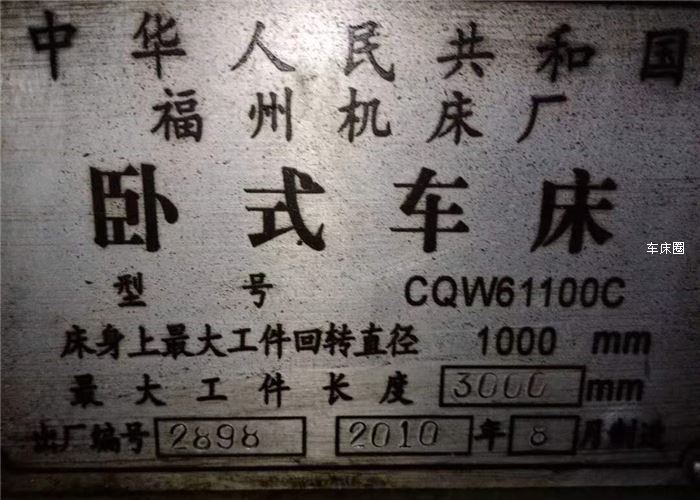 中华人民共和国
福州机床厂
卧式车床
型号 CQW61100C
床身上最大工件回转直径 1000 mm
最大工件长度 3000 mm
出厂编号 2898 2010 年 8 月制造
车床圈